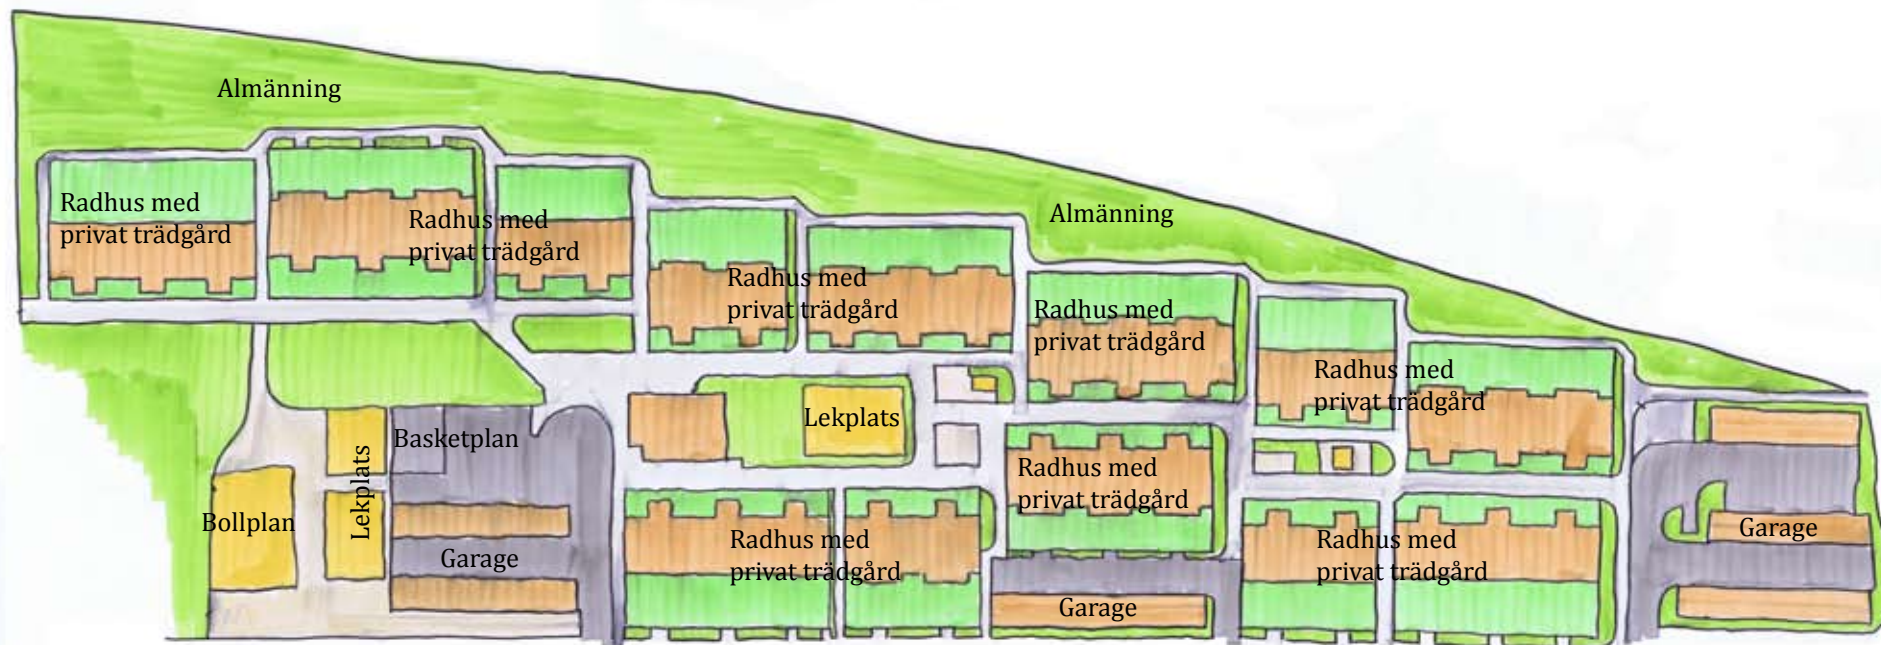 Almänning
Radhus med
privat trädgård
Radhus med
privat trädgård
Almänning
Radhus med
privat trädgård
Radhus med
privat trädgård
Radhus med
privat trädgård
Lekplats
Basketplan
Lekplats
Radhus med
privat trädgård
Bollplan
Garage
Radhus med
privat trädgård
Radhus med
privat trädgård
Garage
Garage